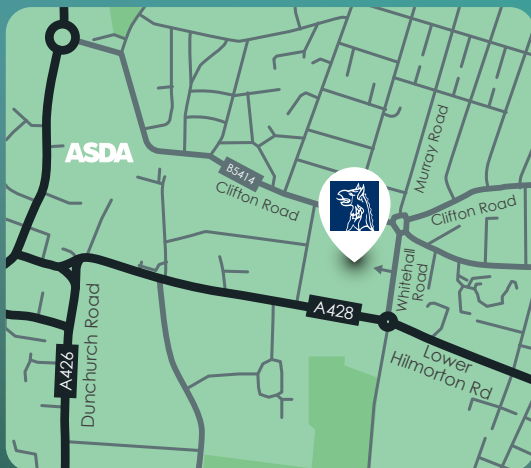 Murray Road
ASDA
B5414
Clifton Road
Clifton Road
Whitehall
Road
A428
Dunchurch Road
A426
Lower
Hilmorton Rd